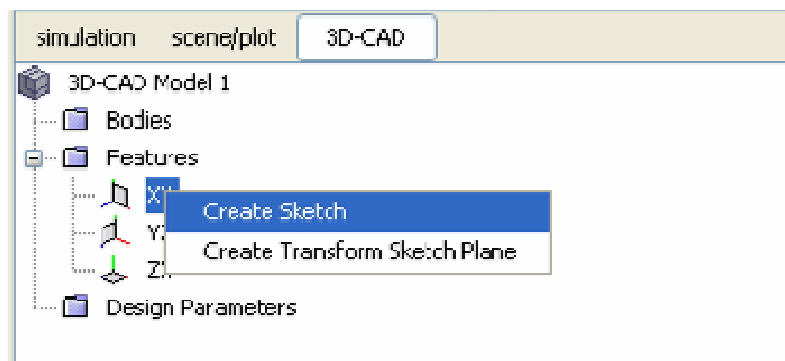 simulation scene/plot 3D-CAD
3D-CAD Model 1
Bodies
Features
XY
Create Sketch
Create Transform Sketch Plane
Design Parameters